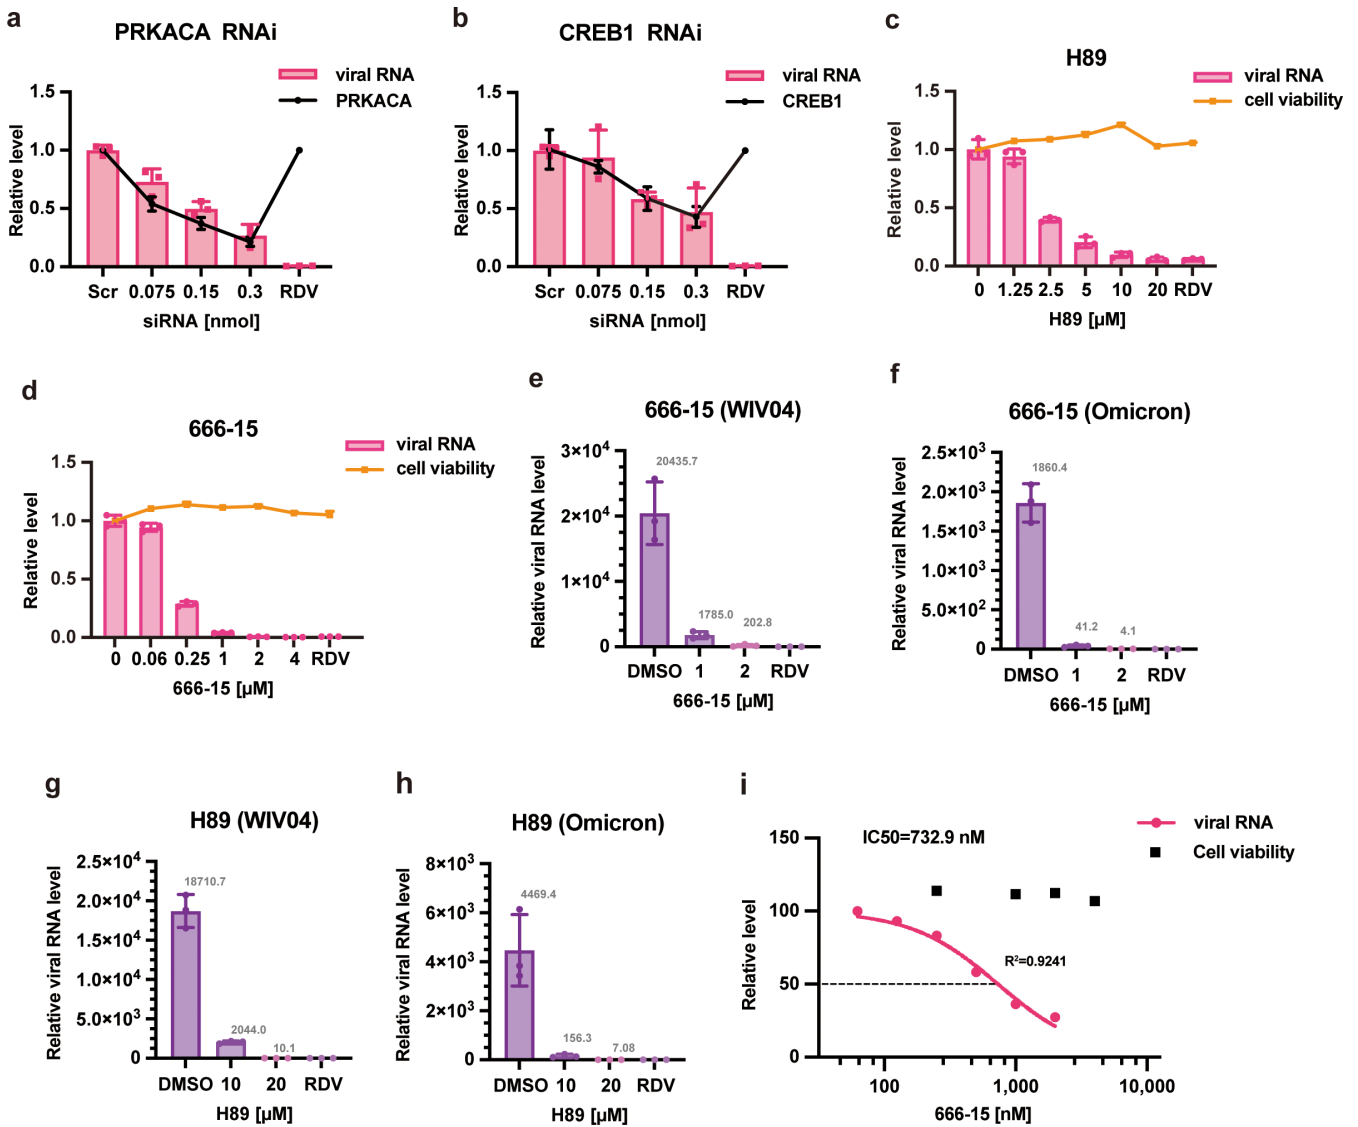 a
PRKACA RNAi
viral RNA
PRKACA
Relative level
1.5
1.0
0.5
0.0
Scr 0.075 0.15 0.3 RDV
siRNA [nmol]
b
CREB1 RNAi
viral RNA
CREB1
Relative level
1.5
1.0
0.5
0.0
Scr 0.075 0.15 0.3 RDV
siRNA [nmol]
c
H89
viral RNA
cell viability
Relative level
1.5
1.0
0.5
0.0
0 1.25 2.5 5 10 20 RDV
H89 [µM]
d
666-15
viral RNA
cell viability
Relative level
1.5
1.0
0.5
0.0
0 0.06 0.25 1 2 4 RDV
666-15 [µM]
e
666-15 (WIV04)
Relative viral RNA level
3×10⁴
2×10⁴
1×10⁴
0
20435.7
1785.0
202.8
DMSO 1 2 RDV
666-15 [µM]
f
666-15 (Omicron)
Relative viral RNA level
2.5×10³
2.0×10³
1.5×10³
1.0×10³
5.0×10²
0
1860.4
41.2
4.1
DMSO 1 2 RDV
666-15 [µM]
g
H89 (WIV04)
Relative viral RNA level
2.5×10⁴
2.0×10⁴
1.5×10⁴
1.0×10⁴
5.0×10³
0
18710.7
2044.0
10.1
DMSO 10 20 RDV
H89 [µM]
h
H89 (Omicron)
Relative viral RNA level
8×10³
6×10³
4×10³
2×10³
0
4469.4
156.3
7.08
DMSO 10 20 RDV
H89 [µM]
i
viral RNA
Cell viability
IC50=732.9 nM
R²=0.9241
Relative level
150
100
50
0
100 1,000 10,000
666-15 [nM]